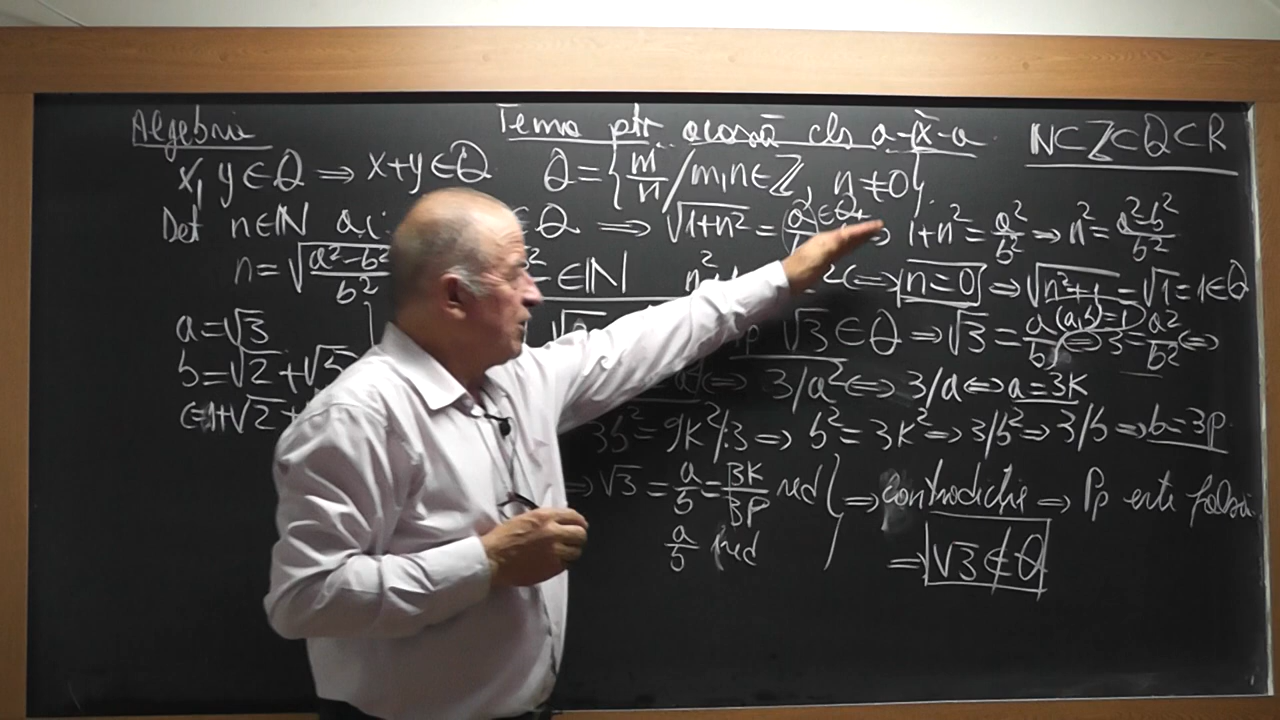 Algebra
Tema ptr acasă cls a-X-a
N⊂Z⊂Q⊂R
x, y∈Q ⇒ x+y∈Q
Q={m/n / m,n∈Z, n≠0}
Det n∈N a,i: ∈Q ⇒ √(1+n²) = a/b ∈Q+ ⇒ 1+n² = a²/b² ⇒ n² = (a²-b²)/b²
n=√((a²-b²)/b²) ∈N n² ⇔ n=0 ⇒ √(n²+1)=√1=1∈Q
a=√3
√3∈Q ⇒ √3 = a/b (a,b)=1 ⇔ 3=a²/b² ⇔
b=√2+√3
⇔ 3/a² ⇔ 3/a ⇔ a=3K
c=1+√2+
3b²=9K²/:3 ⇒ b²=3K² ⇒ 3/b² ⇒ 3/b ⇒ b=3p
⇒ √3 = a/b = 3K/3p red } ⇒ contradicție ⇒ Pp este falsă
a/b ired
⇒ √3∉Q